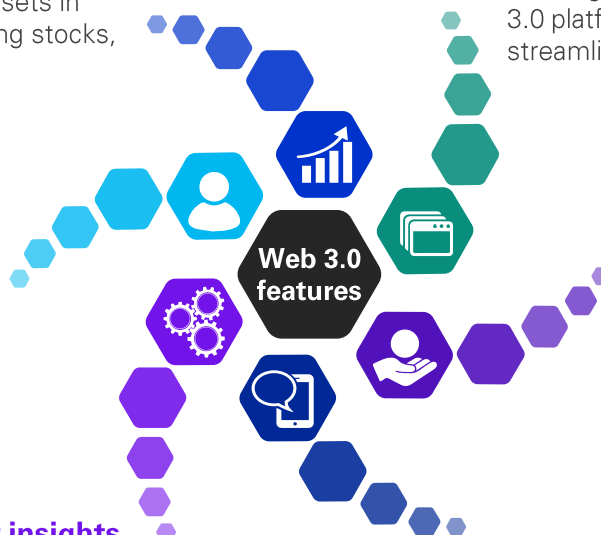 sets in
ng stocks,
3.0 platf
streamli
Web 3.0
features
insights